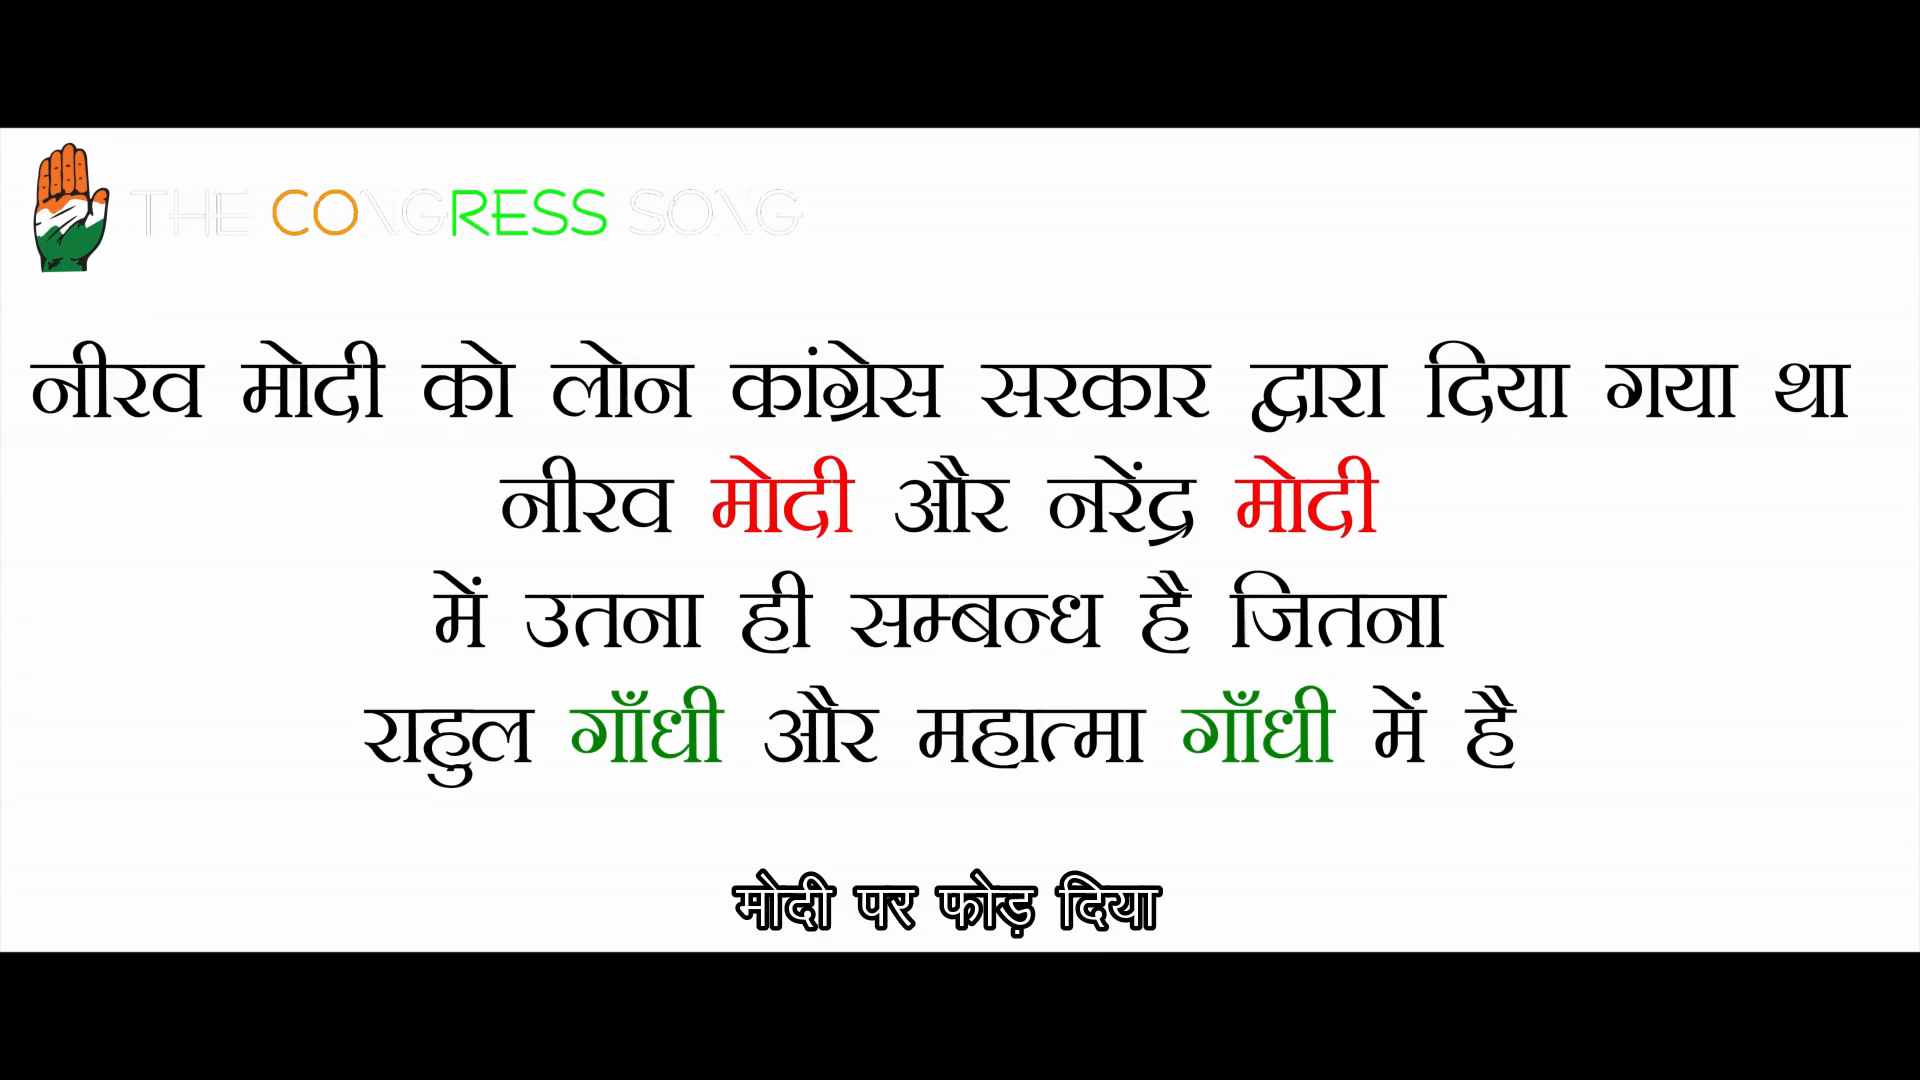 THE CONGRESS SONG
नीरव मोदी को लोन कांग्रेस सरकार द्वारा दिया गया था
नीरव मोदी और नरेंद्र मोदी
में उतना ही सम्बन्ध है जितना
राहुल गाँधी और महात्मा गाँधी में है
मोदी पर फोड़ दिया